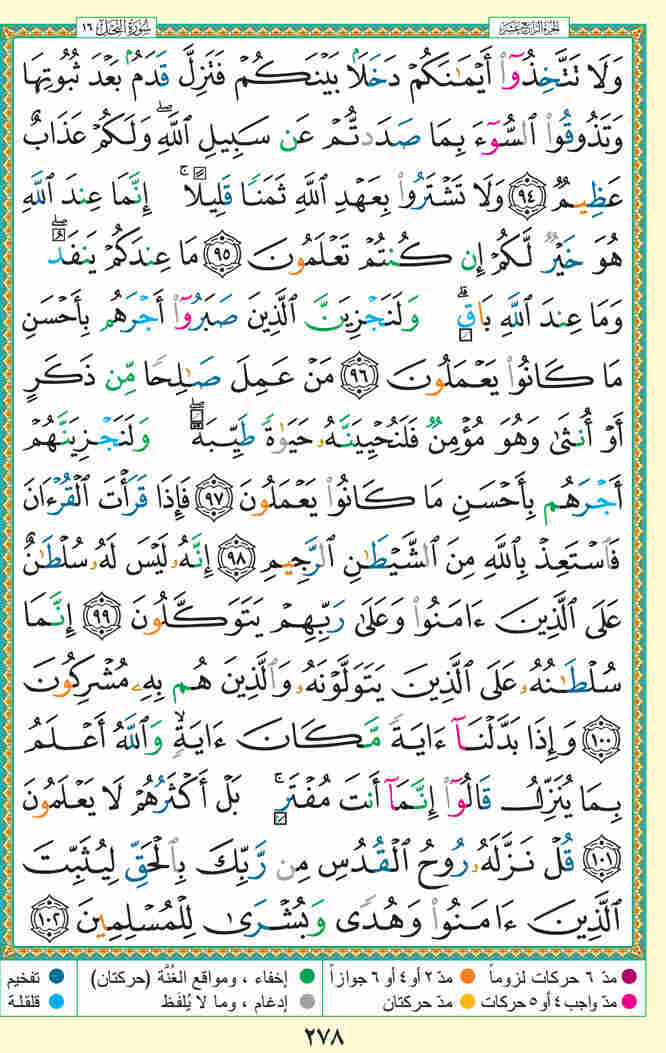 الجزء الرابع عشر
سورة النحل ١٦
وَلَا تَتَّخِذُوٓا۟ أَيْمَـٰنَكُمْ دَخَلًۢا بَيْنَكُمْ فَتَزِلَّ قَدَمٌۢ بَعْدَ ثُبُوتِهَا
وَتَذُوقُوا۟ ٱلسُّوٓءَ بِمَا صَدَدتُّمْ عَن سَبِيلِ ٱللَّهِ ۖ وَلَكُمْ عَذَابٌ
عَظِيمٌ ٩٤ وَلَا تَشْتَرُوا۟ بِعَهْدِ ٱللَّهِ ثَمَنًا قَلِيلًا ۚ إِنَّمَا عِندَ ٱللَّهِ
هُوَ خَيْرٌ لَّكُمْ إِن كُنتُمْ تَعْلَمُونَ ٩٥ مَا عِندَكُمْ يَنفَدُ ۖ
وَمَا عِندَ ٱللَّهِ بَاقٍ ۗ وَلَنَجْزِيَنَّ ٱلَّذِينَ صَبَرُوٓا۟ أَجْرَهُم بِأَحْسَنِ
مَا كَانُوا۟ يَعْمَلُونَ ٩٦ مَنْ عَمِلَ صَـٰلِحًا مِّن ذَكَرٍ
أَوْ أُنثَىٰ وَهُوَ مُؤْمِنٌ فَلَنُحْيِيَنَّهُۥ حَيَوٰةً طَيِّبَةً ۖ وَلَنَجْزِيَنَّهُمْ
أَجْرَهُم بِأَحْسَنِ مَا كَانُوا۟ يَعْمَلُونَ ٩٧ فَإِذَا قَرَأْتَ ٱلْقُرْءَانَ
فَٱسْتَعِذْ بِٱللَّهِ مِنَ ٱلشَّيْطَـٰنِ ٱلرَّجِيمِ ٩٨ إِنَّهُۥ لَيْسَ لَهُۥ سُلْطَـٰنٌ
عَلَى ٱلَّذِينَ ءَامَنُوا۟ وَعَلَىٰ رَبِّهِمْ يَتَوَكَّلُونَ ٩٩ إِنَّمَا
سُلْطَـٰنُهُۥ عَلَى ٱلَّذِينَ يَتَوَلَّوْنَهُۥ وَٱلَّذِينَ هُم بِهِۦ مُشْرِكُونَ
١٠٠ وَإِذَا بَدَّلْنَآ ءَايَةً مَّكَانَ ءَايَةٍ ۙ وَٱللَّهُ أَعْلَمُ
بِمَا يُنَزِّلُ قَالُوٓا۟ إِنَّمَآ أَنتَ مُفْتَرٍۭ ۚ بَلْ أَكْثَرُهُمْ لَا يَعْلَمُونَ
١٠١ قُلْ نَزَّلَهُۥ رُوحُ ٱلْقُدُسِ مِن رَّبِّكَ بِٱلْحَقِّ لِيُثَبِّتَ
ٱلَّذِينَ ءَامَنُوا۟ وَهُدًى وَبُشْرَىٰ لِلْمُسْلِمِينَ ١٠٢
مدّ ٦ حركات لزوماً مدّ ٢ أو ٤ أو ٦ جوازاً إخفاء ، ومواقع الغُنَّة (حركتان) تفخيم
مدّ واجب ٤ أو ٥ حركات مدّ حركتان إدغام ، وما لا يُلفَظ قلقلة
٢٧٨